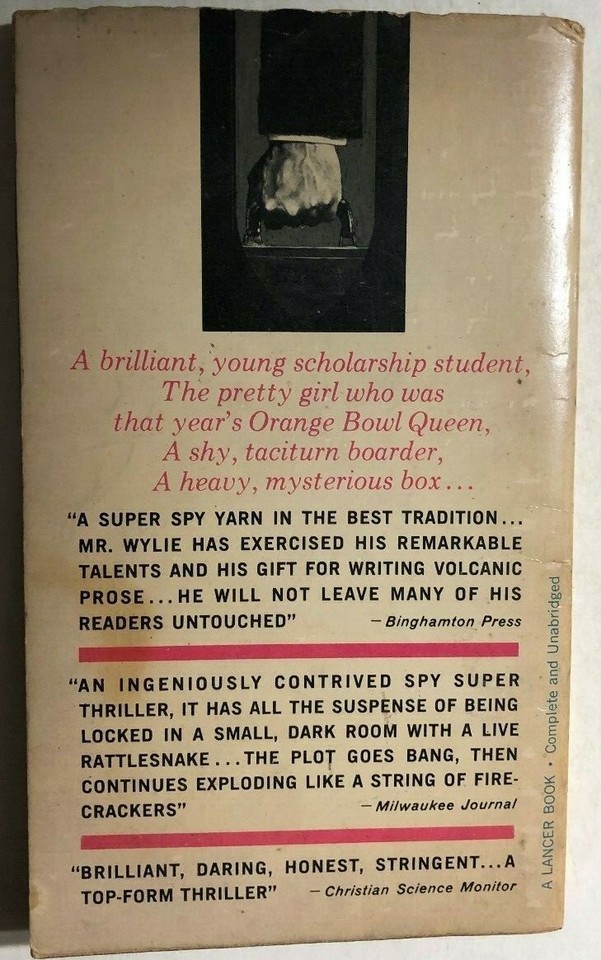 A brilliant, young scholarship student,
The pretty girl who was
that year's Orange Bowl Queen,
A shy, taciturn boarder,
A heavy, mysterious box...
"A SUPER SPY YARN IN THE BEST TRADITION...
MR. WYLIE HAS EXERCISED HIS REMARKABLE
TALENTS AND HIS GIFT FOR WRITING VOLCANIC
PROSE...HE WILL NOT LEAVE MANY OF HIS
READERS UNTOUCHED" —Binghamton Press
"AN INGENIOUSLY CONTRIVED SPY SUPER
THRILLER, IT HAS ALL THE SUSPENSE OF BEING
LOCKED IN A SMALL, DARK ROOM WITH A LIVE
RATTLESNAKE...THE PLOT GOES BANG, THEN
CONTINUES EXPLODING LIKE A STRING OF FIRE-
CRACKERS" —Milwaukee Journal
"BRILLIANT, DARING, HONEST, STRINGENT...A
TOP-FORM THRILLER" —Christian Science Monitor
A LANCER BOOK • Complete and Unabridged